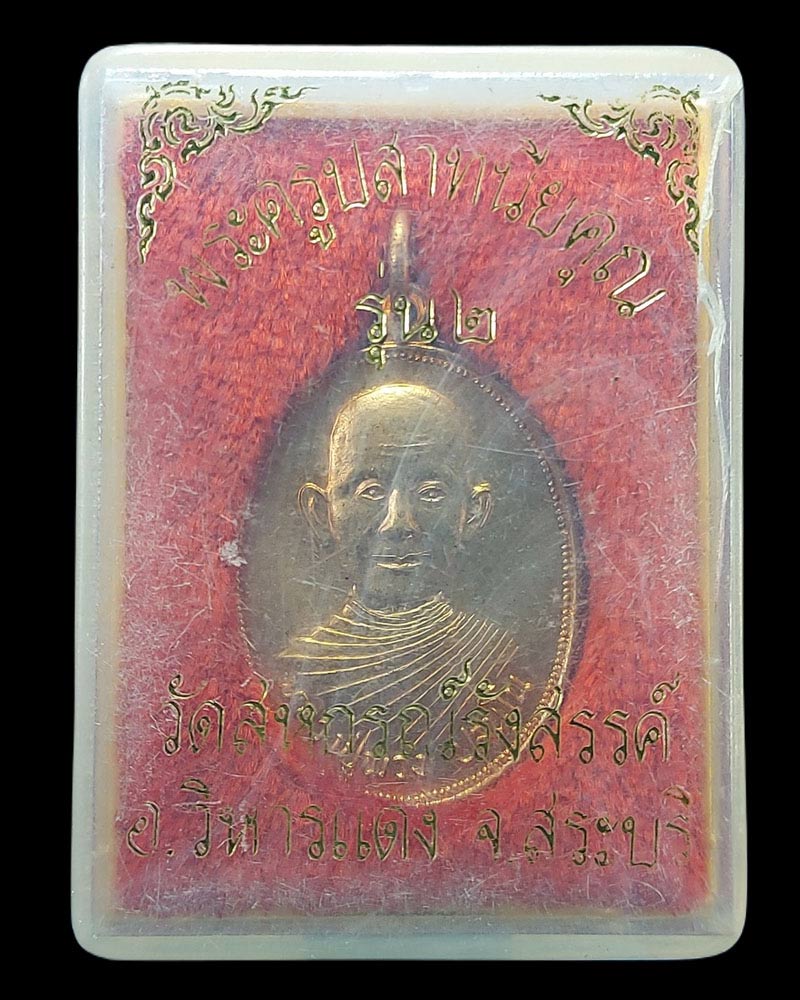 พระครูปสาทนียคุณ
รุ่น ๒
วัดสหกรณ์รังสรรค์
อ.วิหารแดง จ.สระบุรี